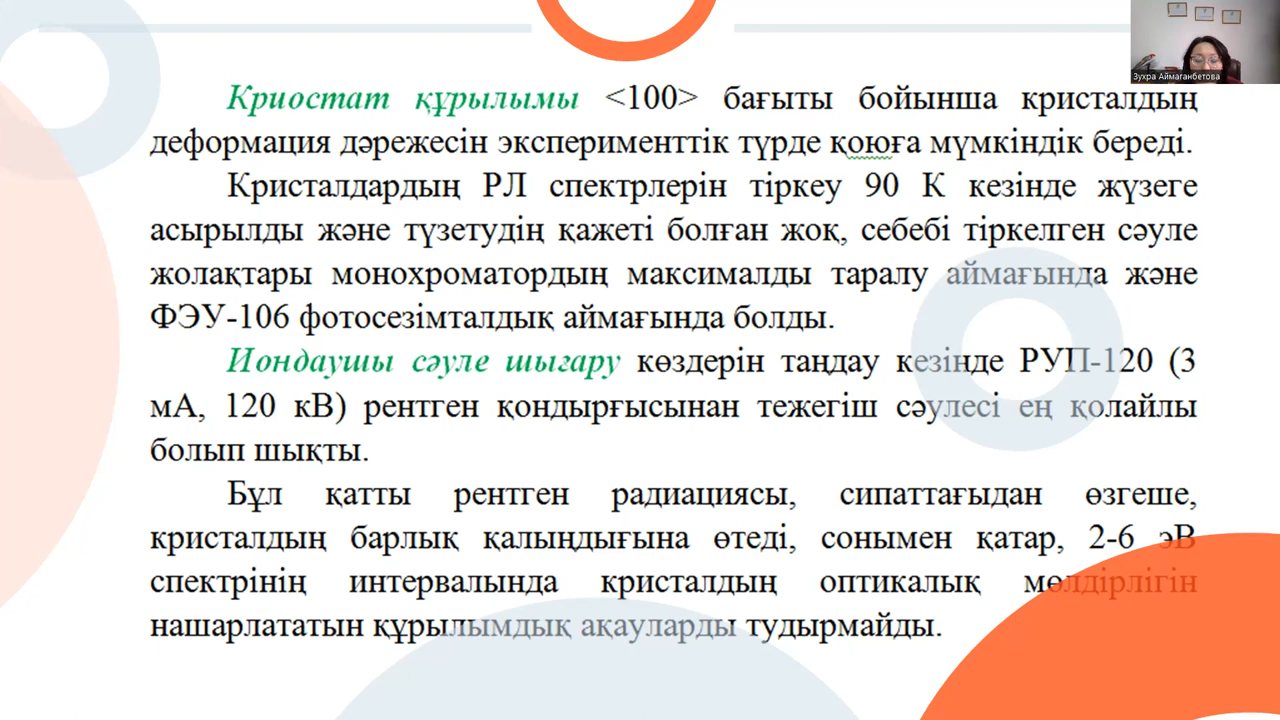 Зухра Аймаганбетова
Криостат құрылымы <100> бағыты бойынша кристалдың
деформация дәрежесін эксперименттік түрде қоюға мүмкіндік береді.
Кристалдардың РЛ спектрлерін тіркеу 90 К кезінде жүзеге
асырылды және түзетудің қажеті болған жоқ, себебі тіркелген сәуле
жолақтары монохроматордың максималды таралу аймағында және
ФЭУ-106 фотосезімталдық аймағында болды.
Иондаушы сәуле шығару көздерін таңдау кезінде РУП-120 (3
мА, 120 кВ) рентген қондырғысынан тежегіш сәулесі ең қолайлы
болып шықты.
Бұл қатты рентген радиациясы, сипаттағыдан өзгеше,
кристалдың барлық қалыңдығына өтеді, сонымен қатар, 2-6 эВ
спектрінің интервалында кристалдың оптикалық мөлдірлігін
нашарлататын құрылымдық ақауларды тудырмайды.